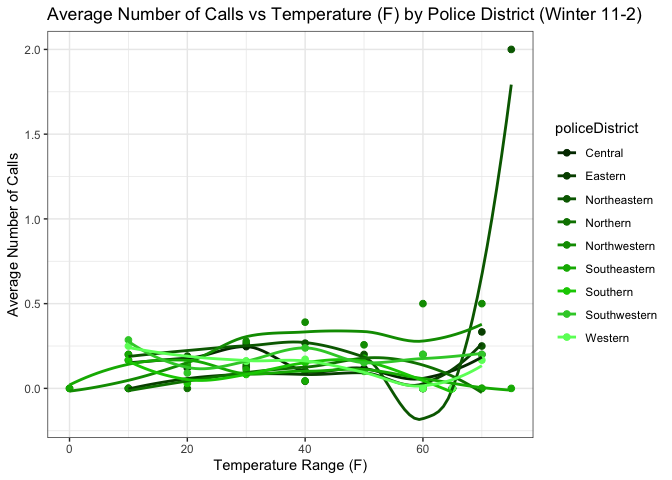 Average Number of Calls vs Temperature (F) by Police District (Winter 11-2)
Average Number of Calls
2.0
1.5
1.0
0.5
0.0
0
20
40
60
Temperature Range (F)
policeDistrict
Central
Eastern
Northeastern
Northern
Northwestern
Southeastern
Southern
Southwestern
Western